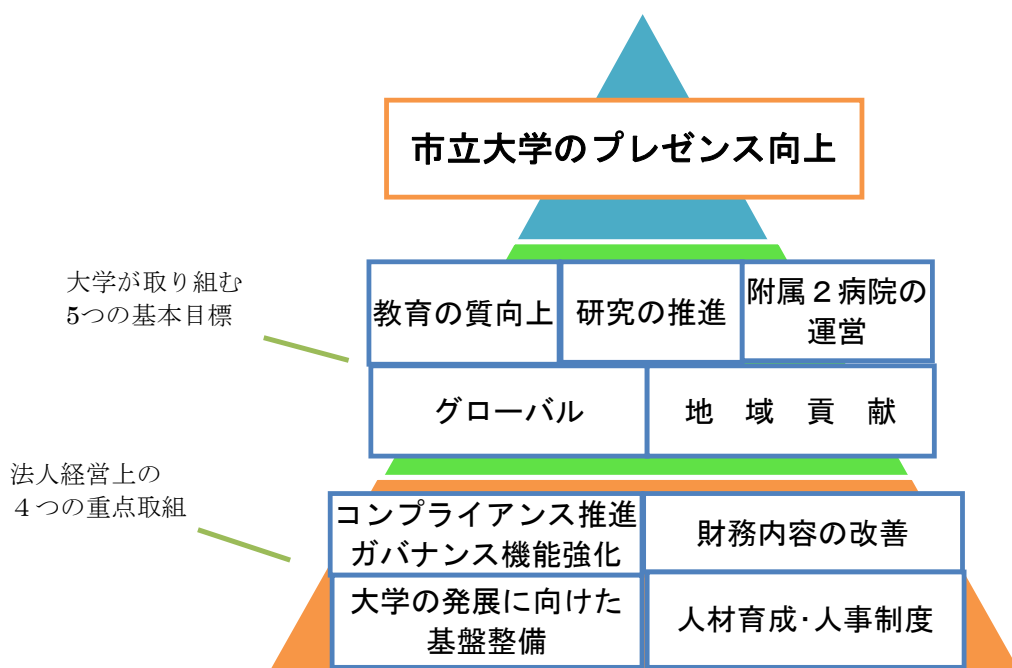 市立大学のプレゼンス向上
大学が取り組む
5つの基本目標
教育の質向上
研究の推進
附属２病院の
運営
グローバル
地　域　貢　献
法人経営上の
４つの重点取組
コンプライアンス推進
ガバナンス機能強化
財務内容の改善
大学の発展に向けた
基盤整備
人材育成・人事制度